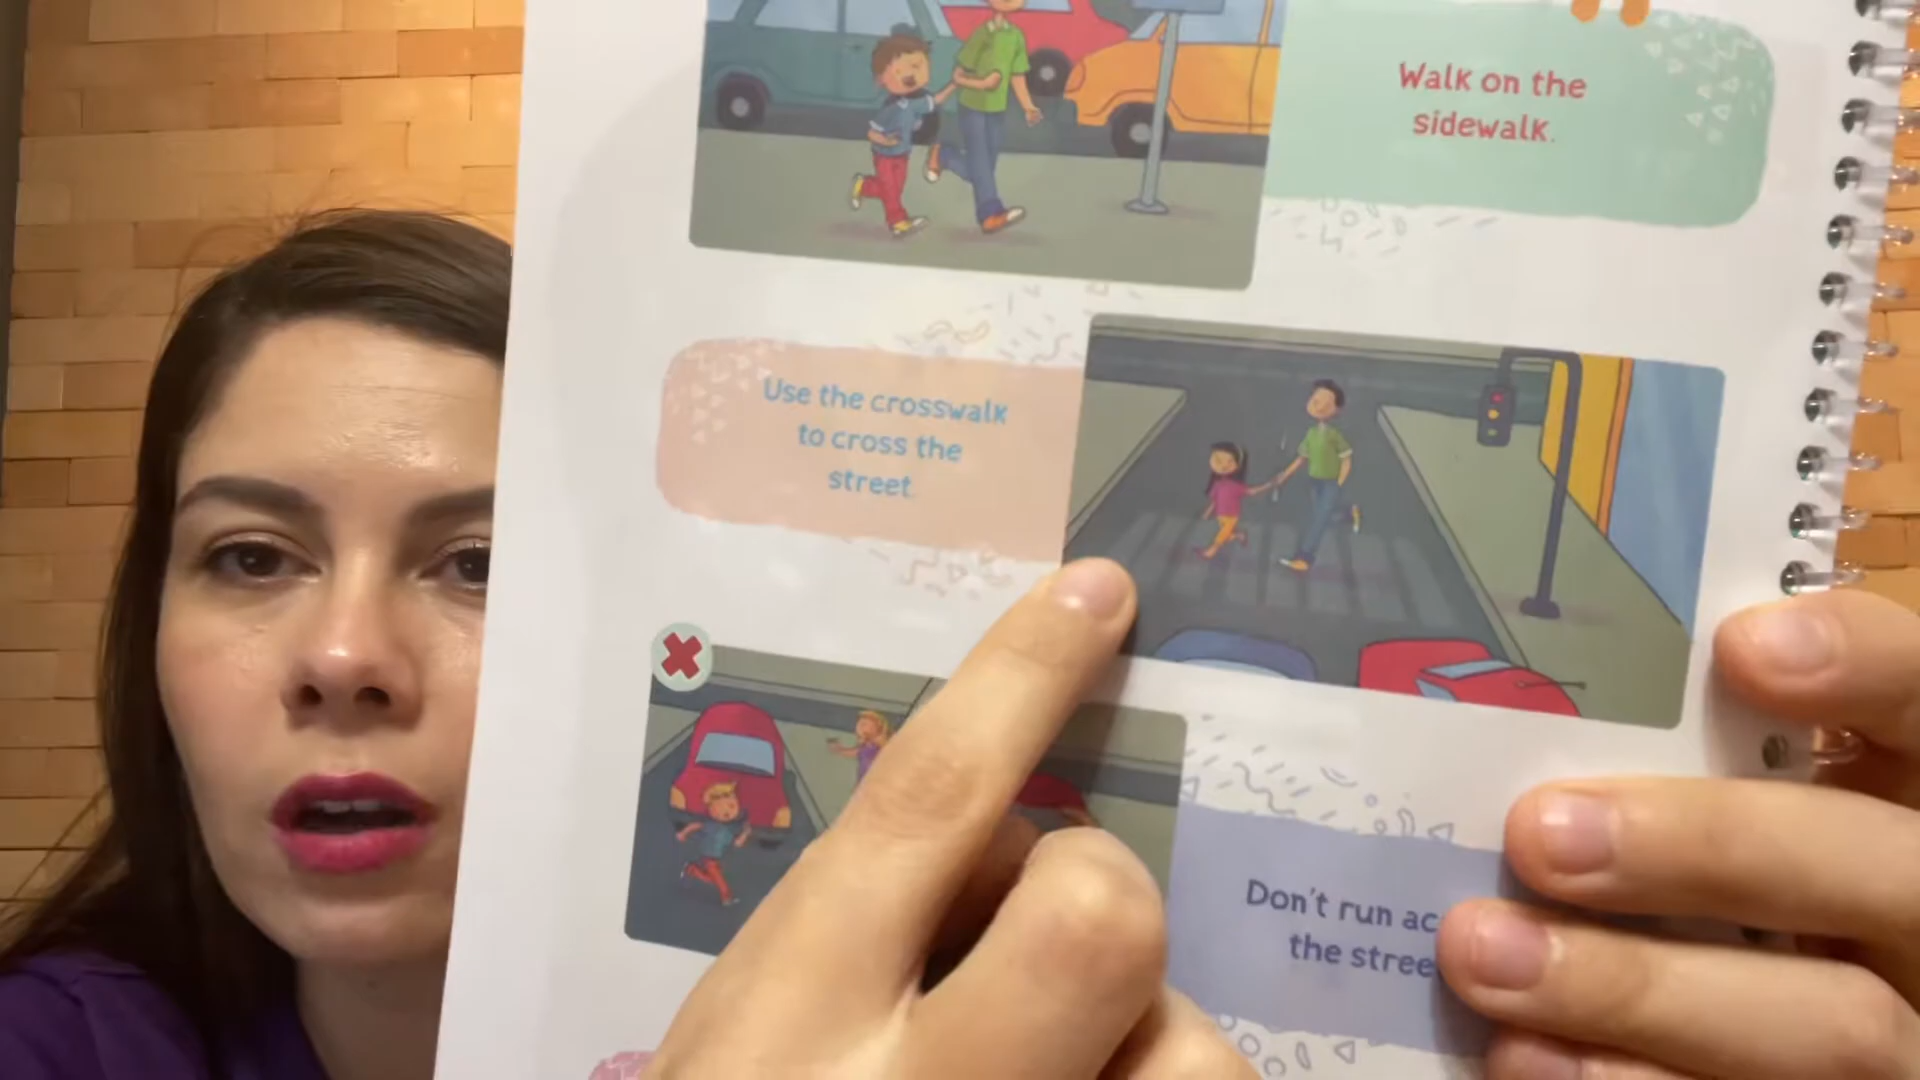 Walk on the
sidewalk.
Use the crosswalk
to cross the
street.
Don't run
the